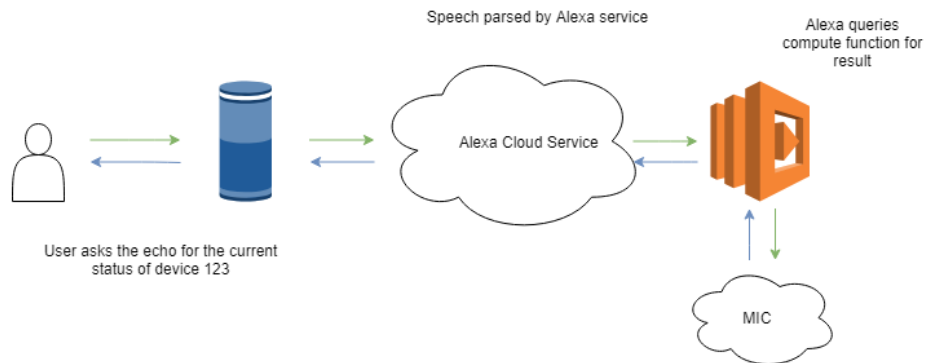 Speech parsed by Alexa service
Alexa queries
compute function for
result
Alexa Cloud Service
User asks the echo for the current
status of device 123
MIC